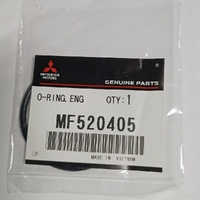 MITSUBISHI
MOTORS
GENUINE PARTS
O-RING, ENG QTY:1
MF520405
MADE IN VIETNAM